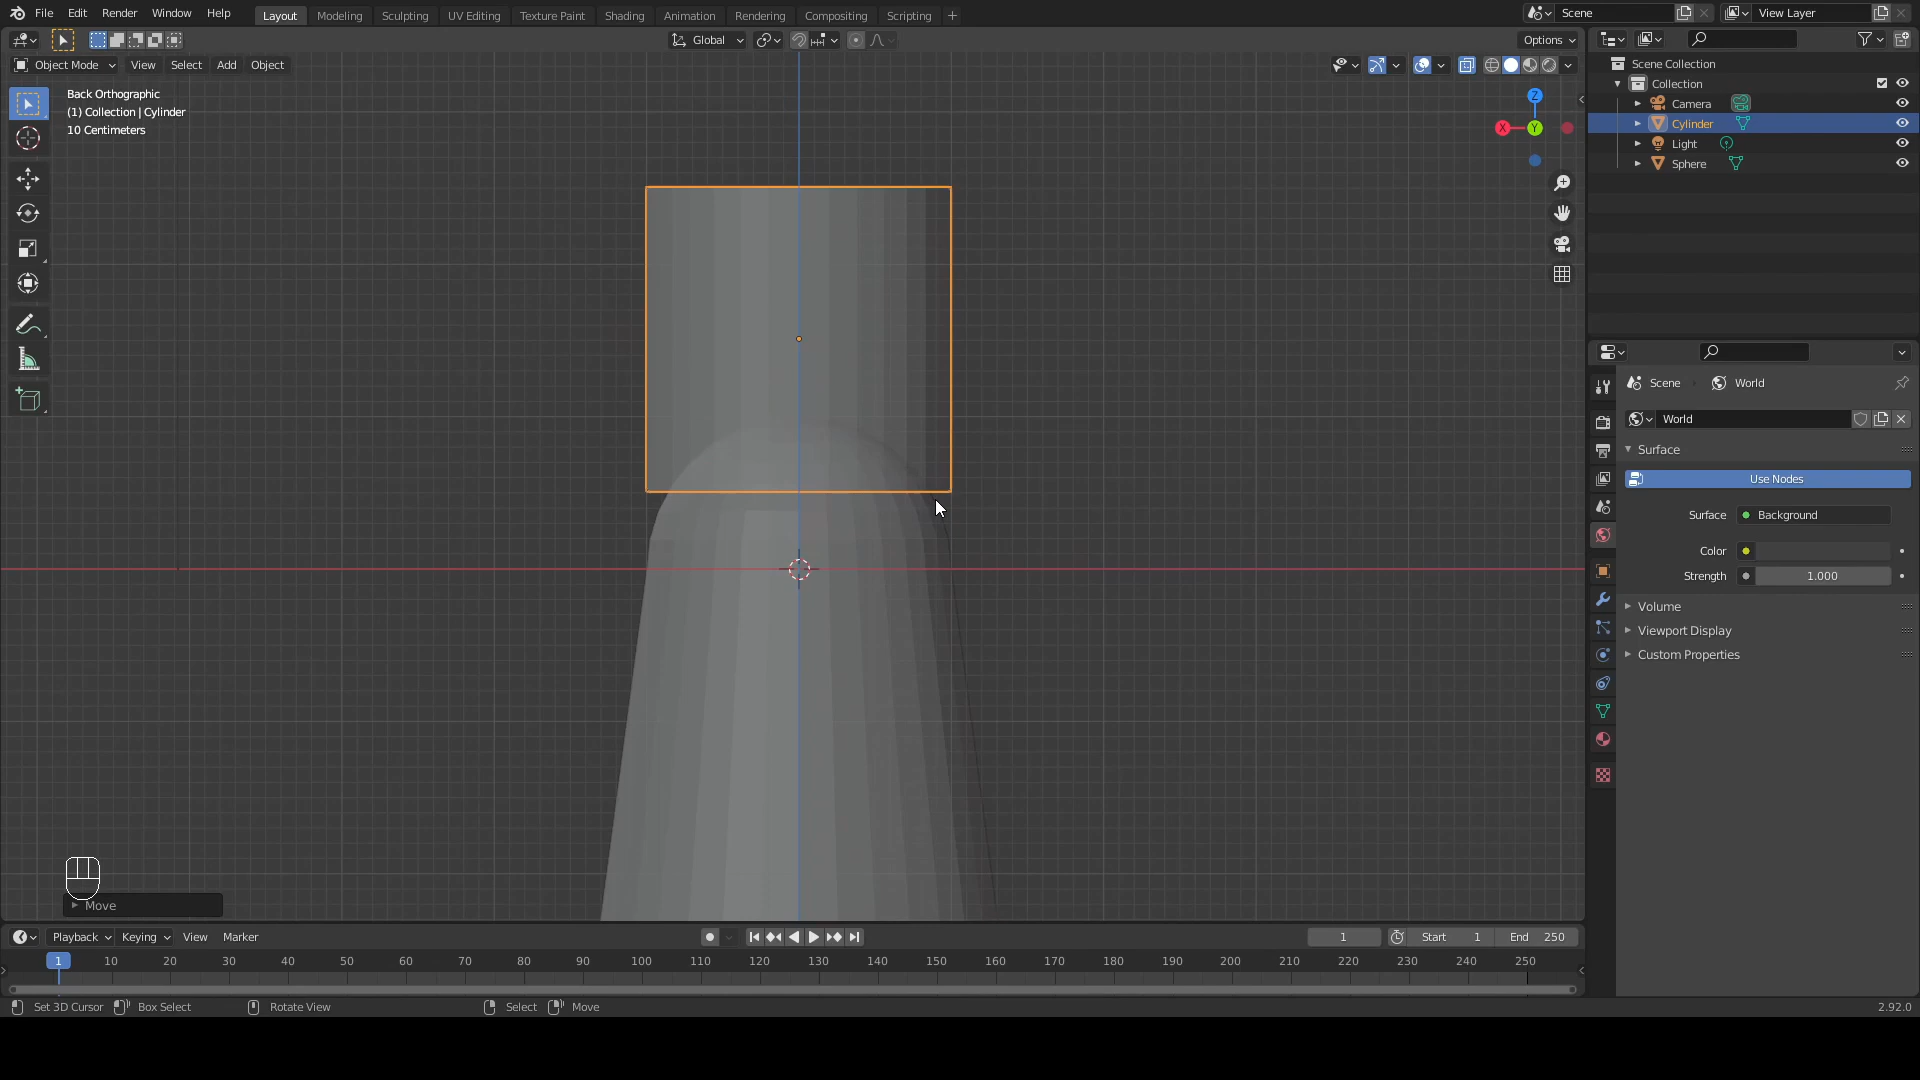 File Edit Render Window Help Layout Modeling Sculpting UV Editing Texture Paint Shading Animation Rendering Compositing Scripting + Scene View Layer
Global Options
Object Mode View Select Add Object
Back Orthographic
(1) Collection | Cylinder
10 Centimeters
Z
X Y
Scene Collection
Collection
Camera
Cylinder
Light
Sphere
Scene World
World
Surface
Use Nodes
Surface Background
Color
Strength 1.000
Volume
Viewport Display
Custom Properties
Move
Playback Keying View Marker 1 Start 1 End 250
1 10 20 30 40 50 60 70 80 90 100 110 120 130 140 150 160 170 180 190 200 210 220 230 240 250
Set 3D Cursor Box Select Rotate View Select Move 2.92.0